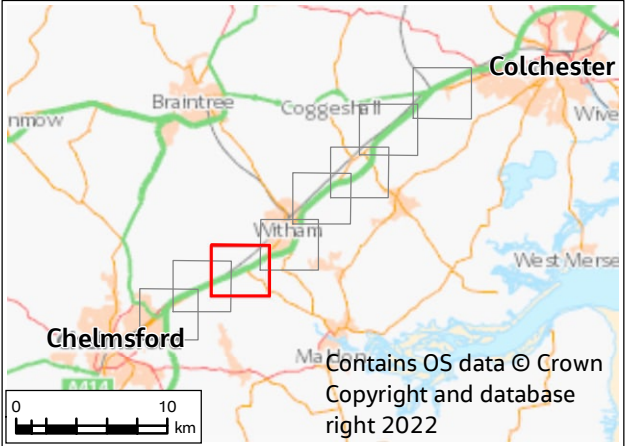 Colchester
Braintree
Coggeshall
nmow
Wive
Witham
West Merse
Chelmsford
Maldon
Contains OS data © Crown
Copyright and database
right 2022
A414
0 10
km